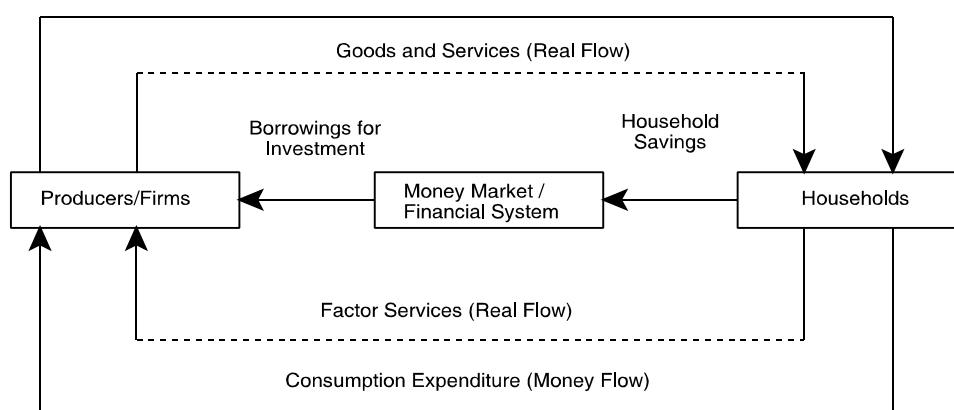 Goods and Services (Real Flow)
Borrowings for
Investment
Household
Savings
Producers/Firms
Money Market /
Financial System
Households
Factor Services (Real Flow)
Consumption Expenditure (Money Flow)